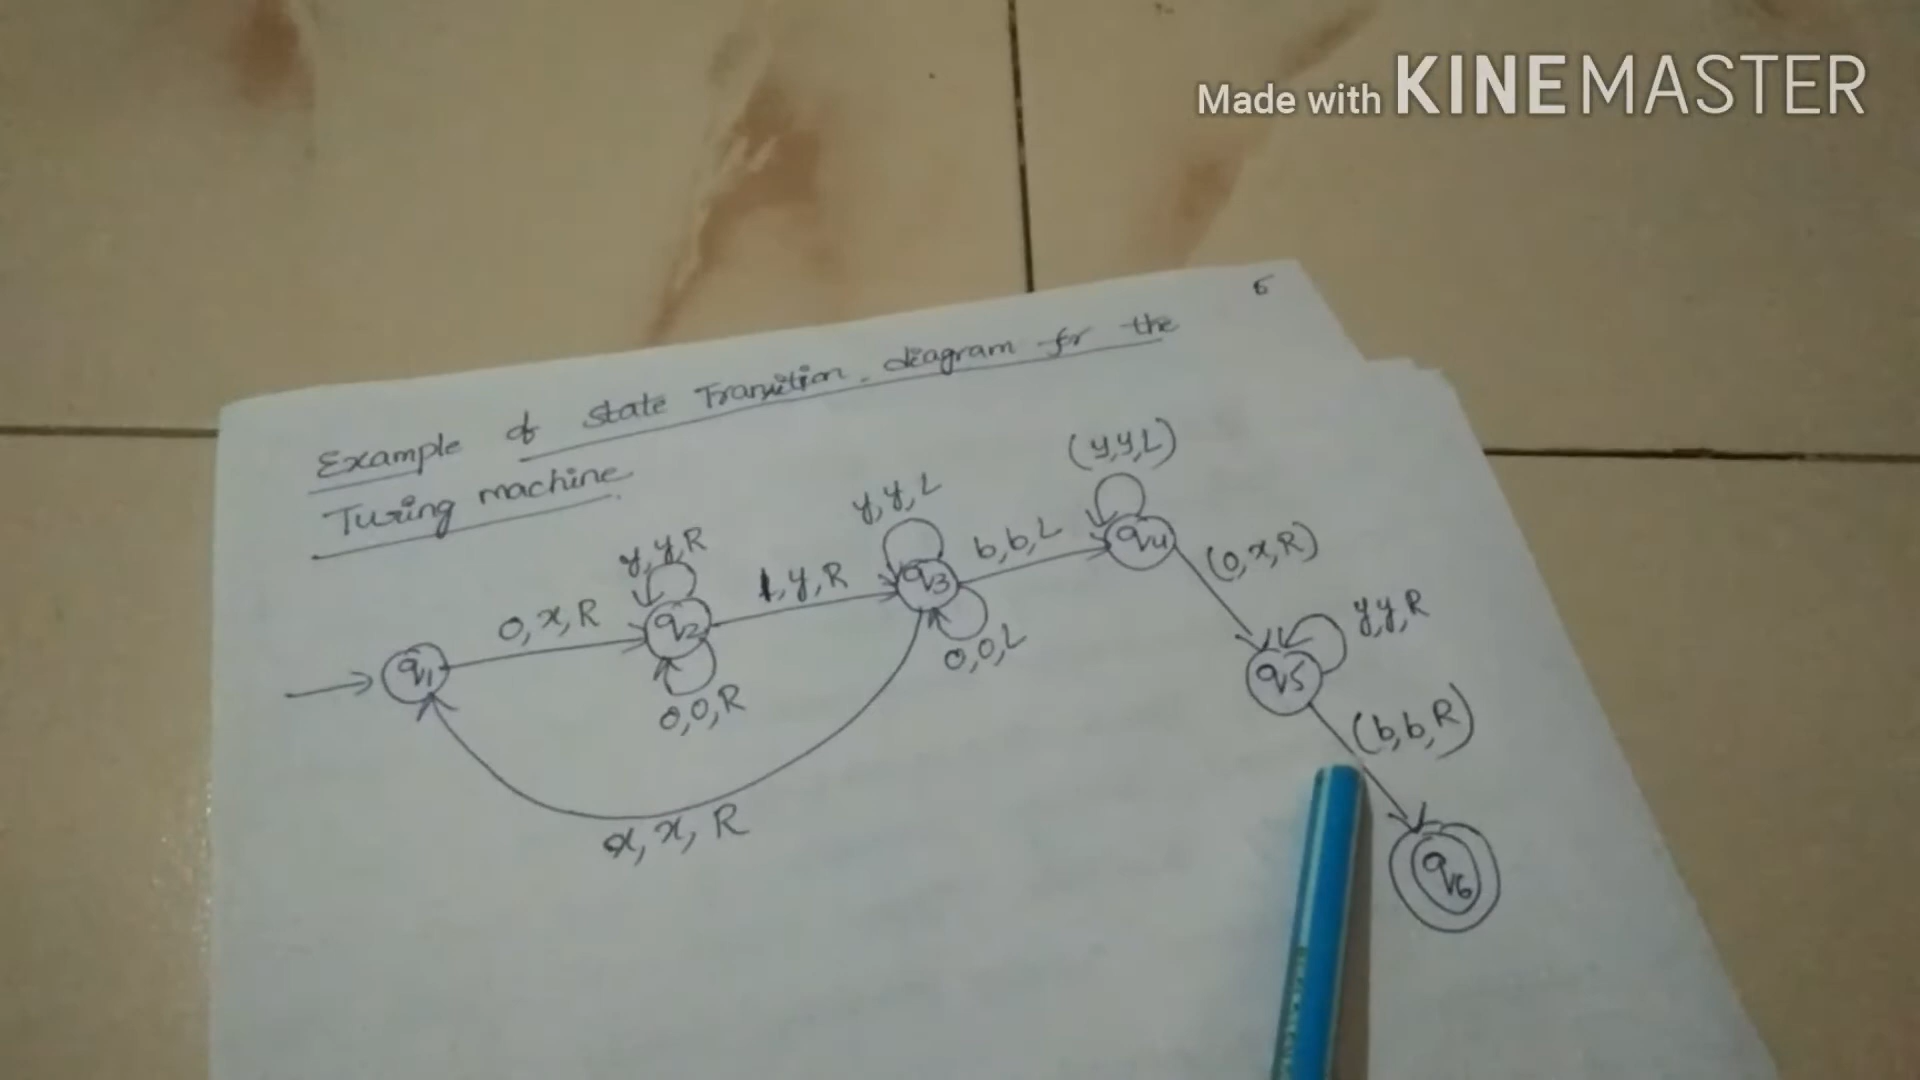 Made with KINEMASTER
6
Example of State Transition diagram for the
Turing machine
(y,y,L)
y,y,L
b,b,L
q4
(0,x,R)
y,y,R
1,y,R
q3
0,x,R
q2
0,0,L
y,y,R
q1
q5
0,0,R
(b,b,R)
x,x,R
q6